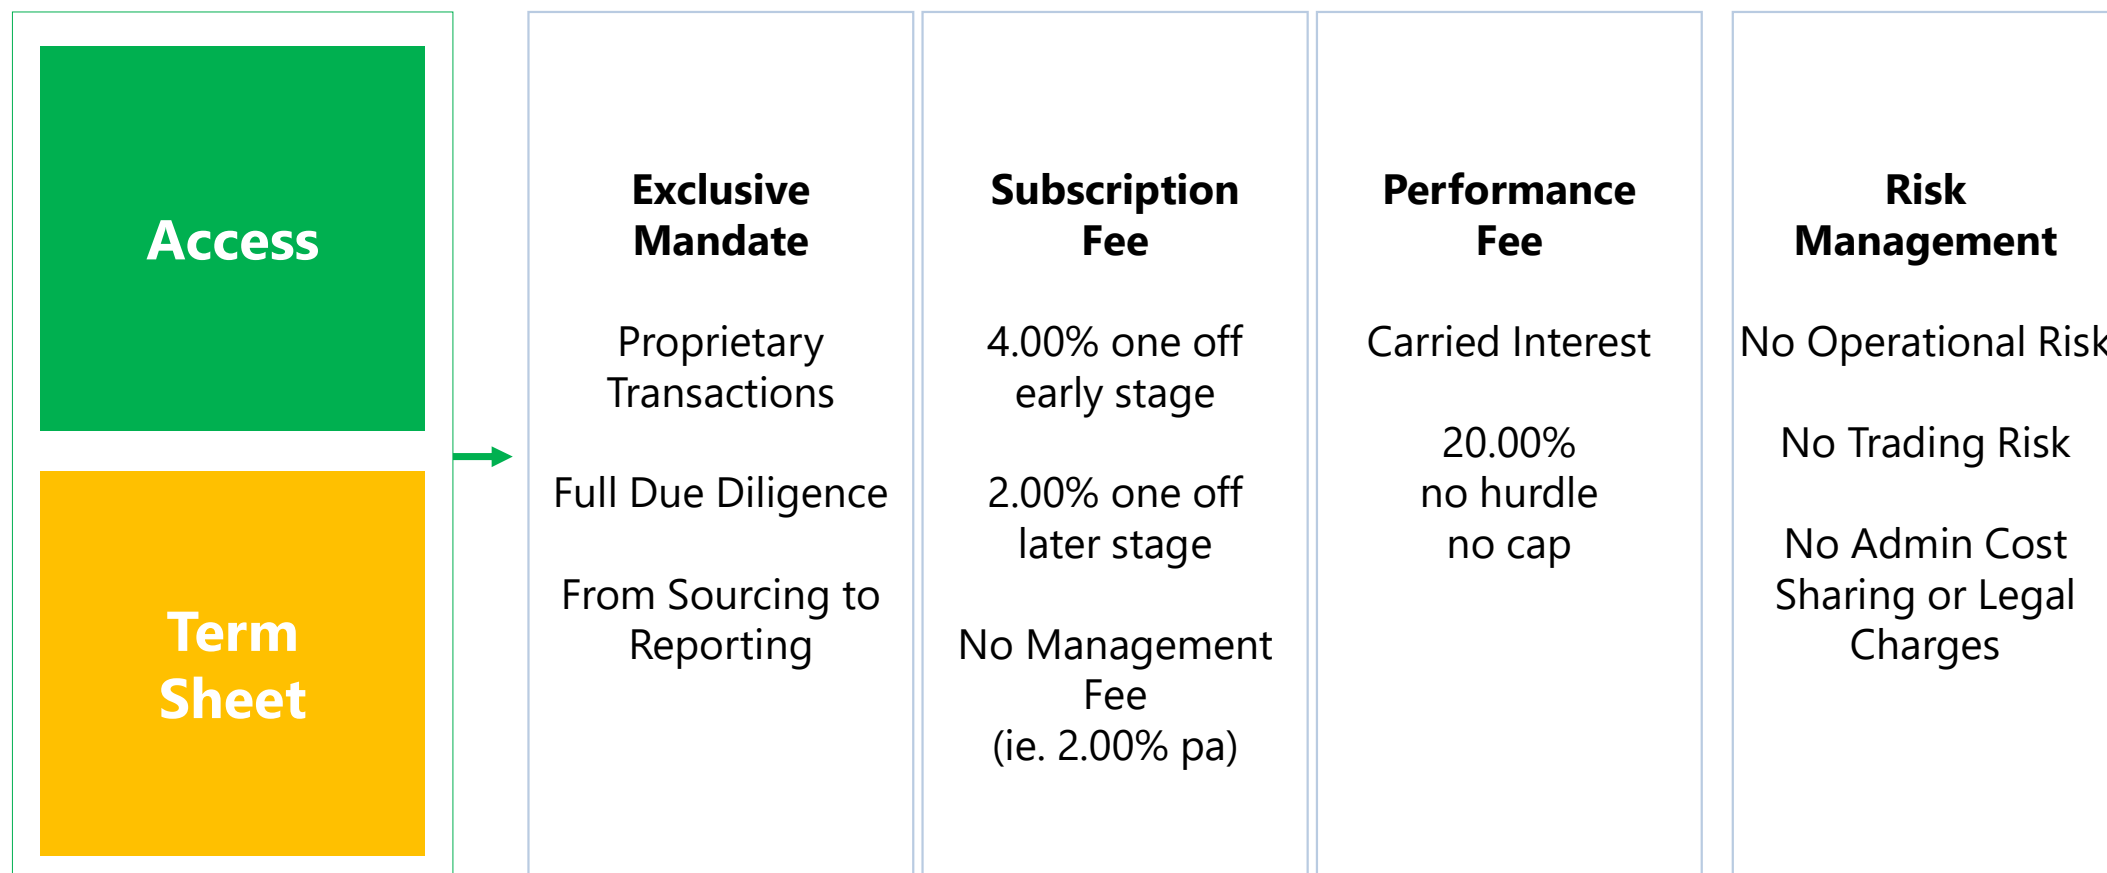 Access
Term
Sheet
Exclusive
Mandate
Proprietary
Transactions
Full Due Diligence
From Sourcing to
Reporting
Subscription
Fee
4.00% one off
early stage
2.00% one off
later stage
No Management
Fee
(ie. 2.00% pa)
Performance
Fee
Carried Interest
20.00%
no hurdle
no cap
Risk
Management
No Operational Risk
No Trading Risk
No Admin Cost
Sharing or Legal
Charges